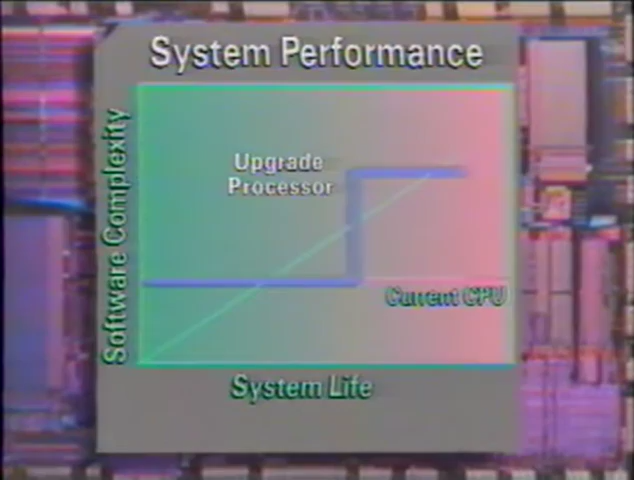 System Performance
Software Complexity
Upgrade
Processor
Current CPU
System Life